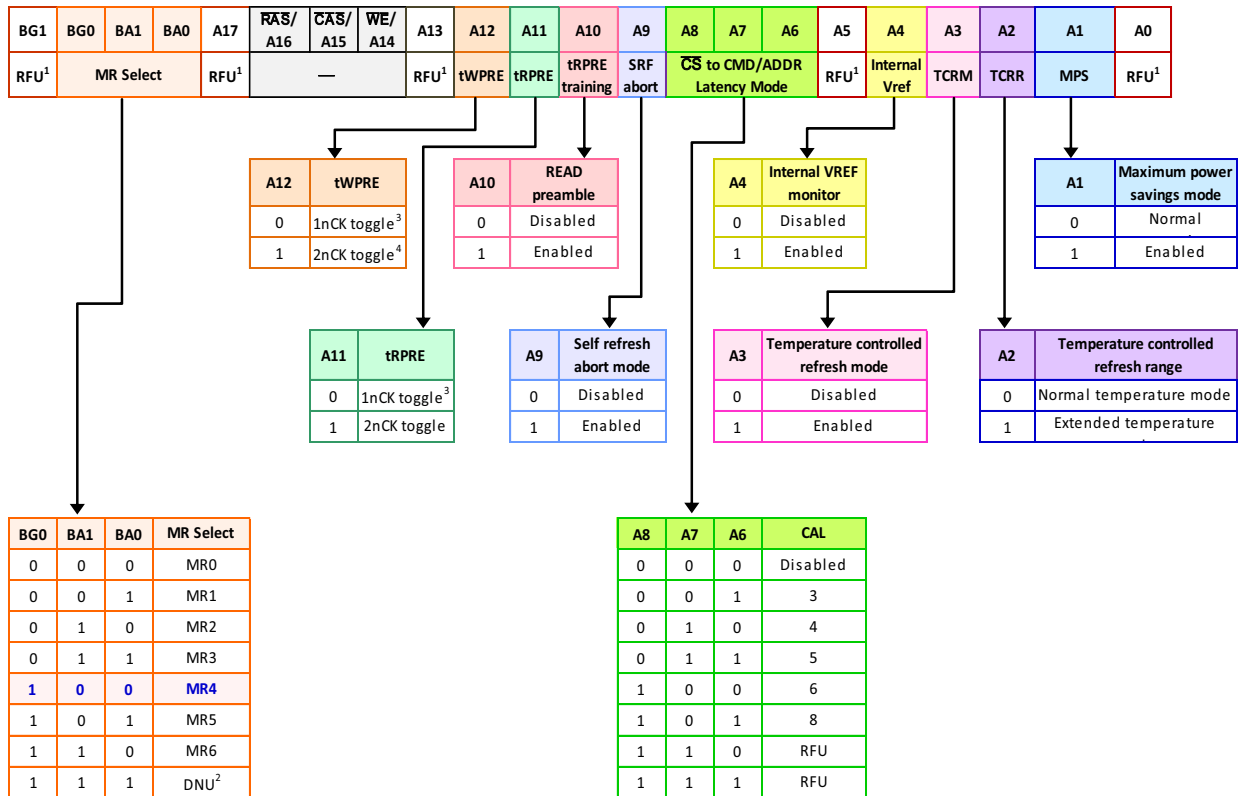 BG1 BG0 BA1 BA0 A17 RAS/ A16 CAS/ A15 WE/ A14 A13 A12 A11 A10 A9 A8 A7 A6 A5 A4 A3 A2 A1 A0
RFU1 MR Select RFU1 — RFU1 tWPRE tRPRE tRPRE training SRF abort CS to CMD/ADDR Latency Mode RFU1 Internal Vref TCRM TCRR MPS RFU1
A12 tWPRE
0 1nCK toggle3
1 2nCK toggle4
A10 READ preamble
0 Disabled
1 Enabled
A4 Internal VREF monitor
0 Disabled
1 Enabled
A1 Maximum power savings mode
0 Normal
1 Enabled
A11 tRPRE
0 1nCK toggle3
1 2nCK toggle
A9 Self refresh abort mode
0 Disabled
1 Enabled
A3 Temperature controlled refresh mode
0 Disabled
1 Enabled
A2 Temperature controlled refresh range
0 Normal temperature mode
1 Extended temperature
BG0 BA1 BA0 MR Select
0 0 0 MR0
0 0 1 MR1
0 1 0 MR2
0 1 1 MR3
1 0 0 MR4
1 0 1 MR5
1 1 0 MR6
1 1 1 DNU2
A8 A7 A6 CAL
0 0 0 Disabled
0 0 1 3
0 1 0 4
0 1 1 5
1 0 0 6
1 0 1 8
1 1 0 RFU
1 1 1 RFU